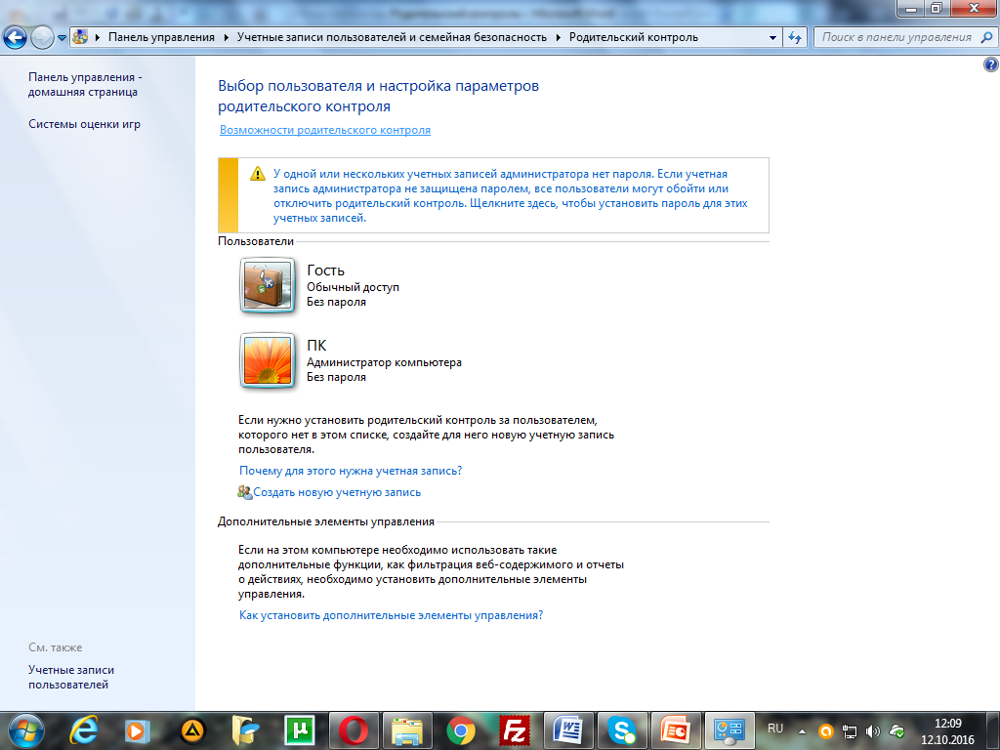 Панель управления
Учетные записи пользователей и семейная безопасность
Родительский контроль
Поиск в панели управления
Панель управления -
домашняя страница
Системы оценки игр
Выбор пользователя и настройка параметров
родительского контроля
Возможности родительского контроля
У одной или нескольких учетных записей администратора нет пароля. Если учетная
запись администратора не защищена паролем, все пользователи могут обойти или
отключить родительский контроль. Щелкните здесь, чтобы установить пароль для этих
учетных записей.
Пользователи
Гость
Обычный доступ
Без пароля
ПК
Администратор компьютера
Без пароля
Если нужно установить родительский контроль за пользователем,
которого нет в этом списке, создайте для него новую учетную запись
пользователя.
Почему для этого нужна учетная запись?
Создать новую учетную запись
Дополнительные элементы управления
Если на этом компьютере необходимо использовать такие
дополнительные функции, как фильтрация веб-содержимого и отчеты
о действиях, необходимо установить дополнительные элементы
управления.
Как установить дополнительные элементы управления?
См. также
Учетные записи
пользователей
RU
12:09
12.10.2016